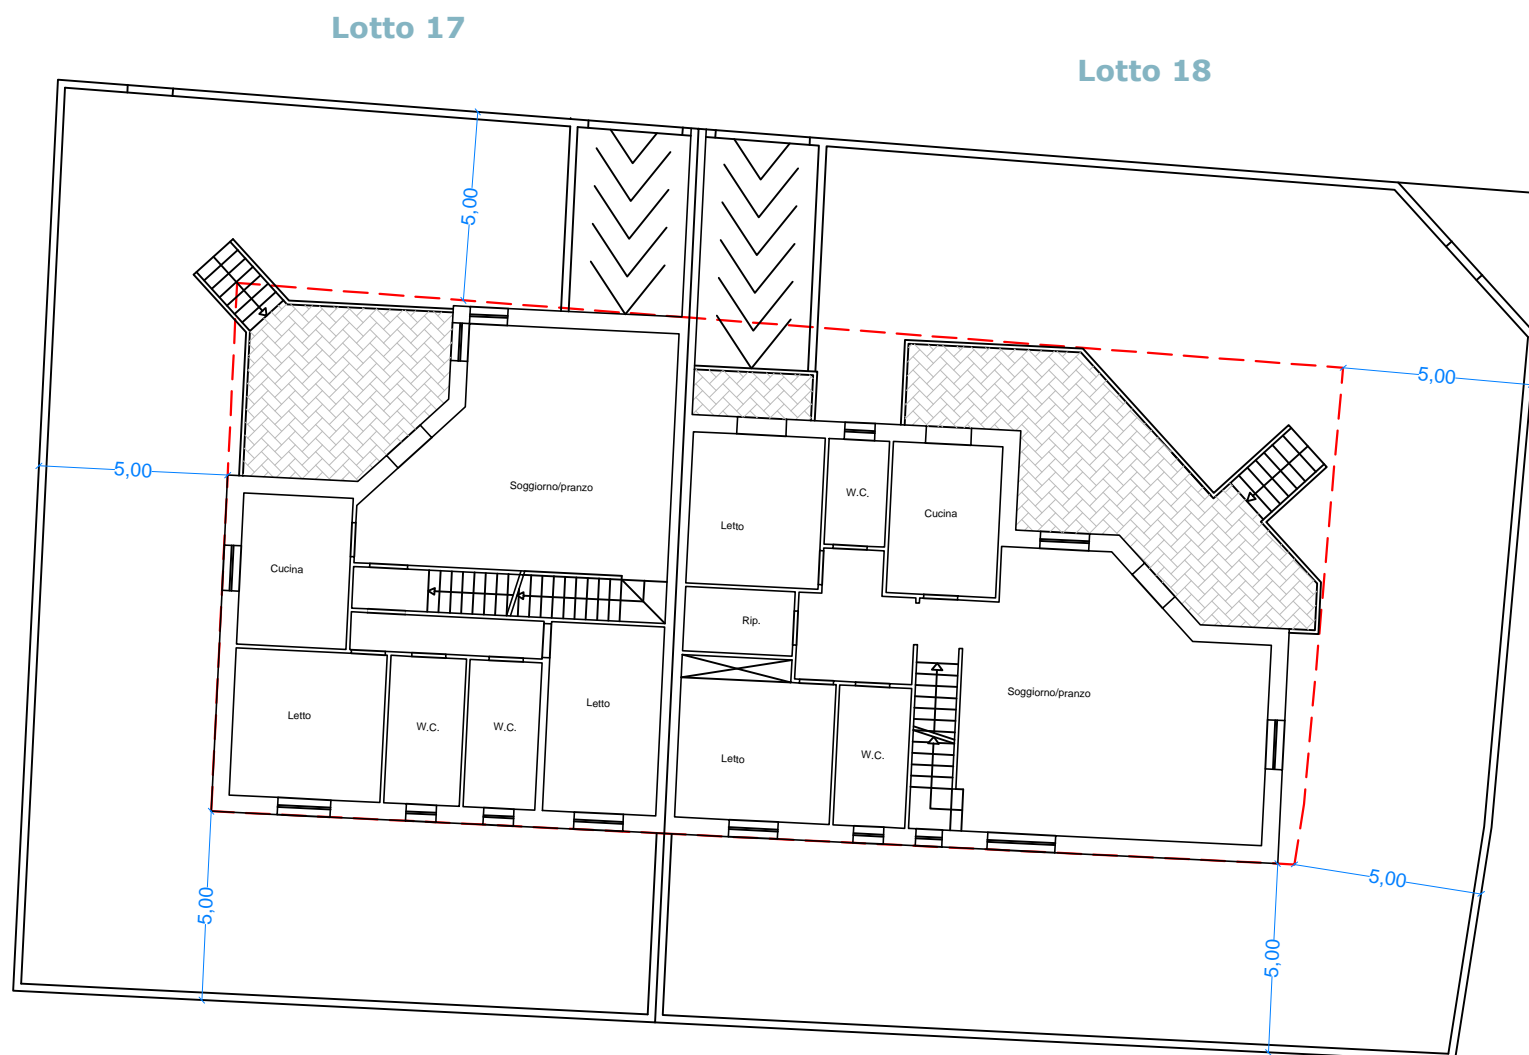 Lotto 17
Lotto 18
5,00
5,00
5,00
Soggiorno/pranzo
W.C.
Cucina
Letto
Cucina
Rip.
Letto
W.C.
W.C.
Letto
Soggiorno/pranzo
Letto
W.C.
5,00
5,00
5,00